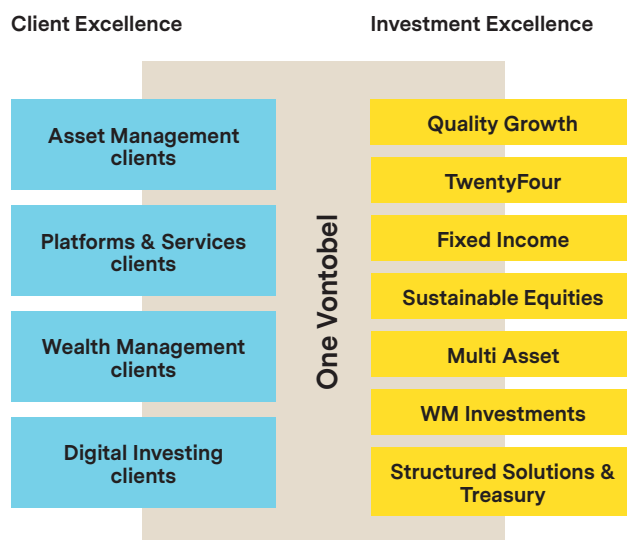 Client Excellence
Investment Excellence
Asset Management
clients
Platforms & Services
clients
Wealth Management
clients
Digital Investing
clients
One Vontobel
Quality Growth
TwentyFour
Fixed Income
Sustainable Equities
Multi Asset
WM Investments
Structured Solutions &
Treasury